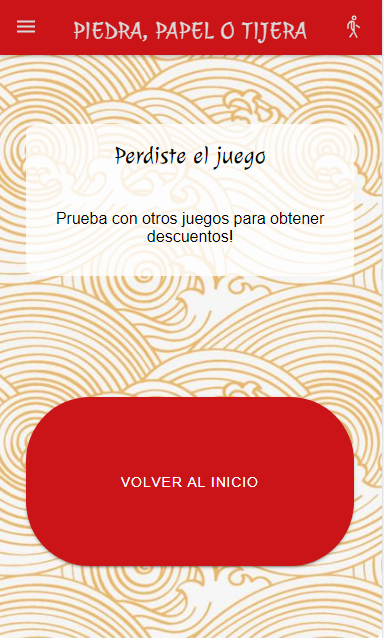 PIEDRA, PAPEL O TIJERA
Perdiste el juego
Prueba con otros juegos para obtener
descuentos!
VOLVER AL INICIO